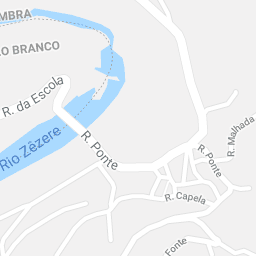 MBRA
O BRANCO
R. da Escola
Rio Zêzere
R. Ponte
R. Malhada
R. Ponte
R. Capela
Fonte